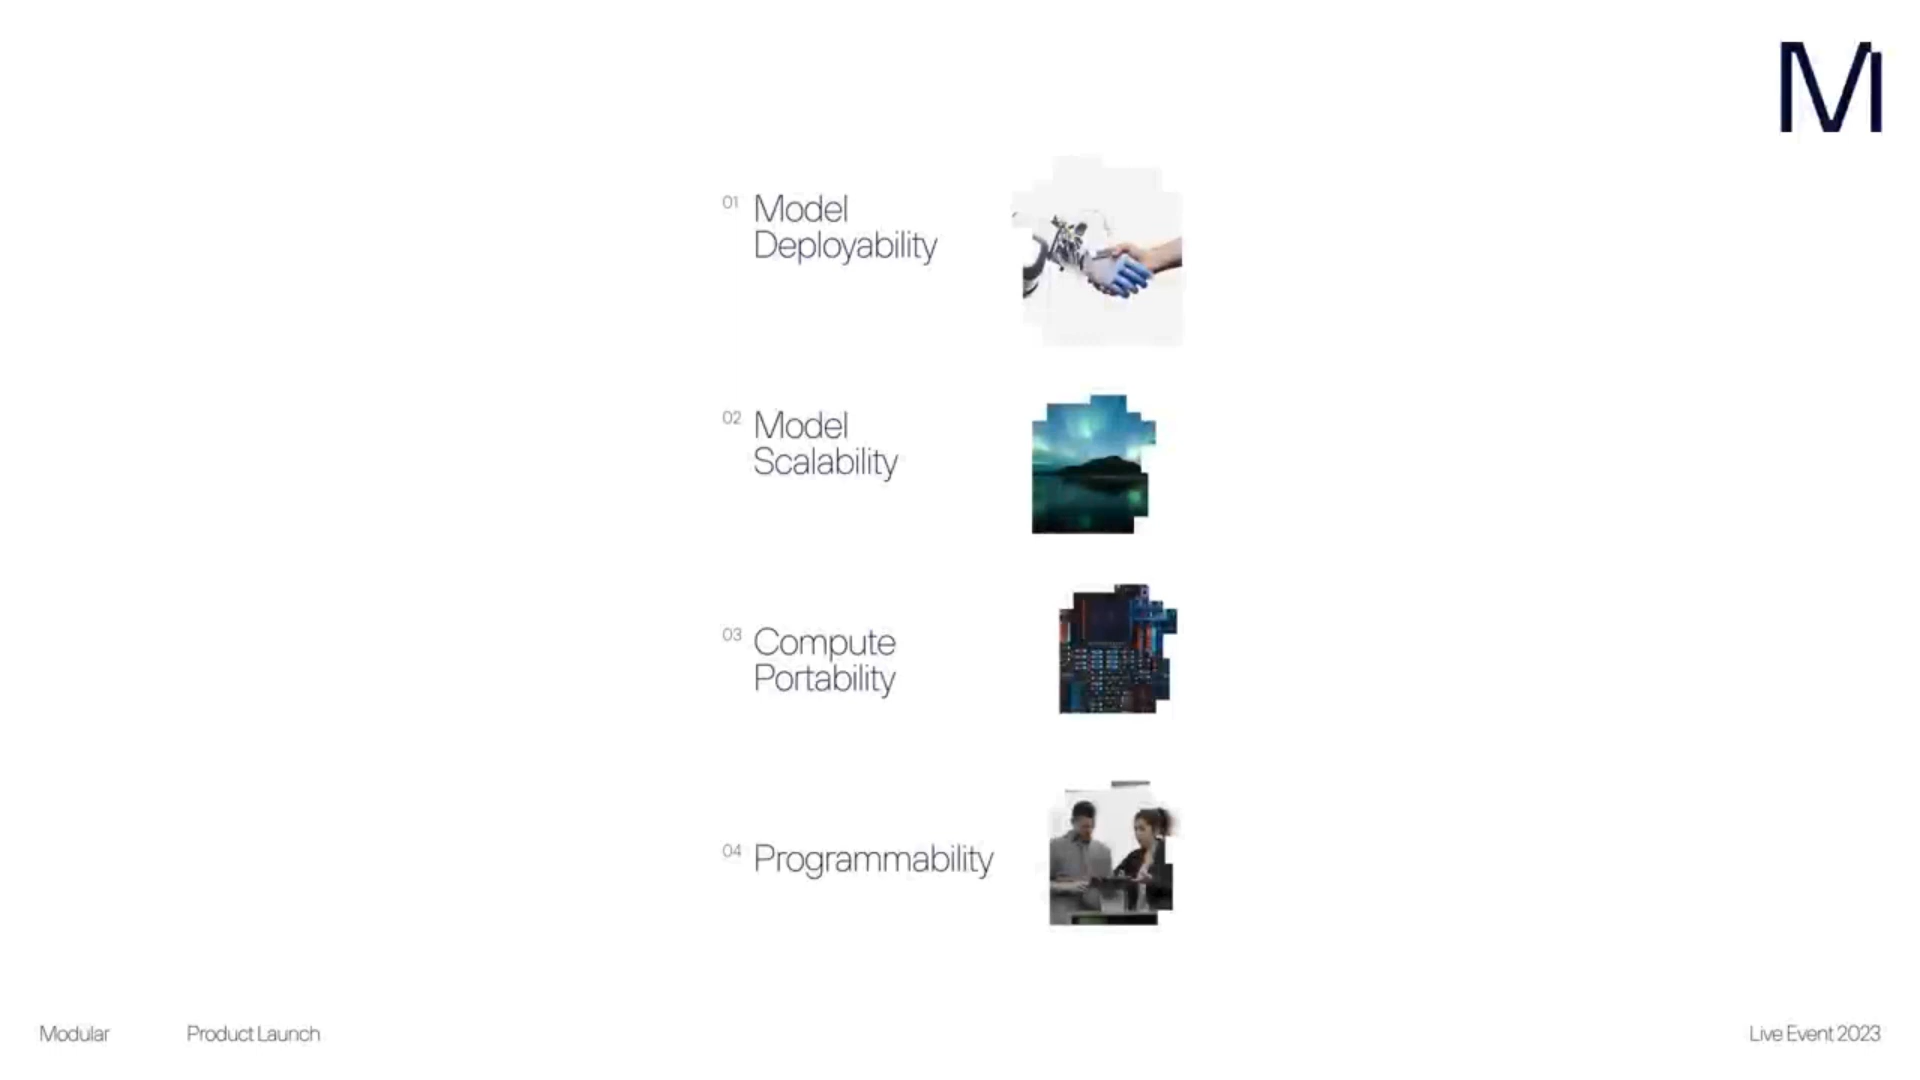 M
01 Model
Deployability
02 Model
Scalability
03 Compute
Portability
04 Programmability
Modular Product Launch Live Event 2023